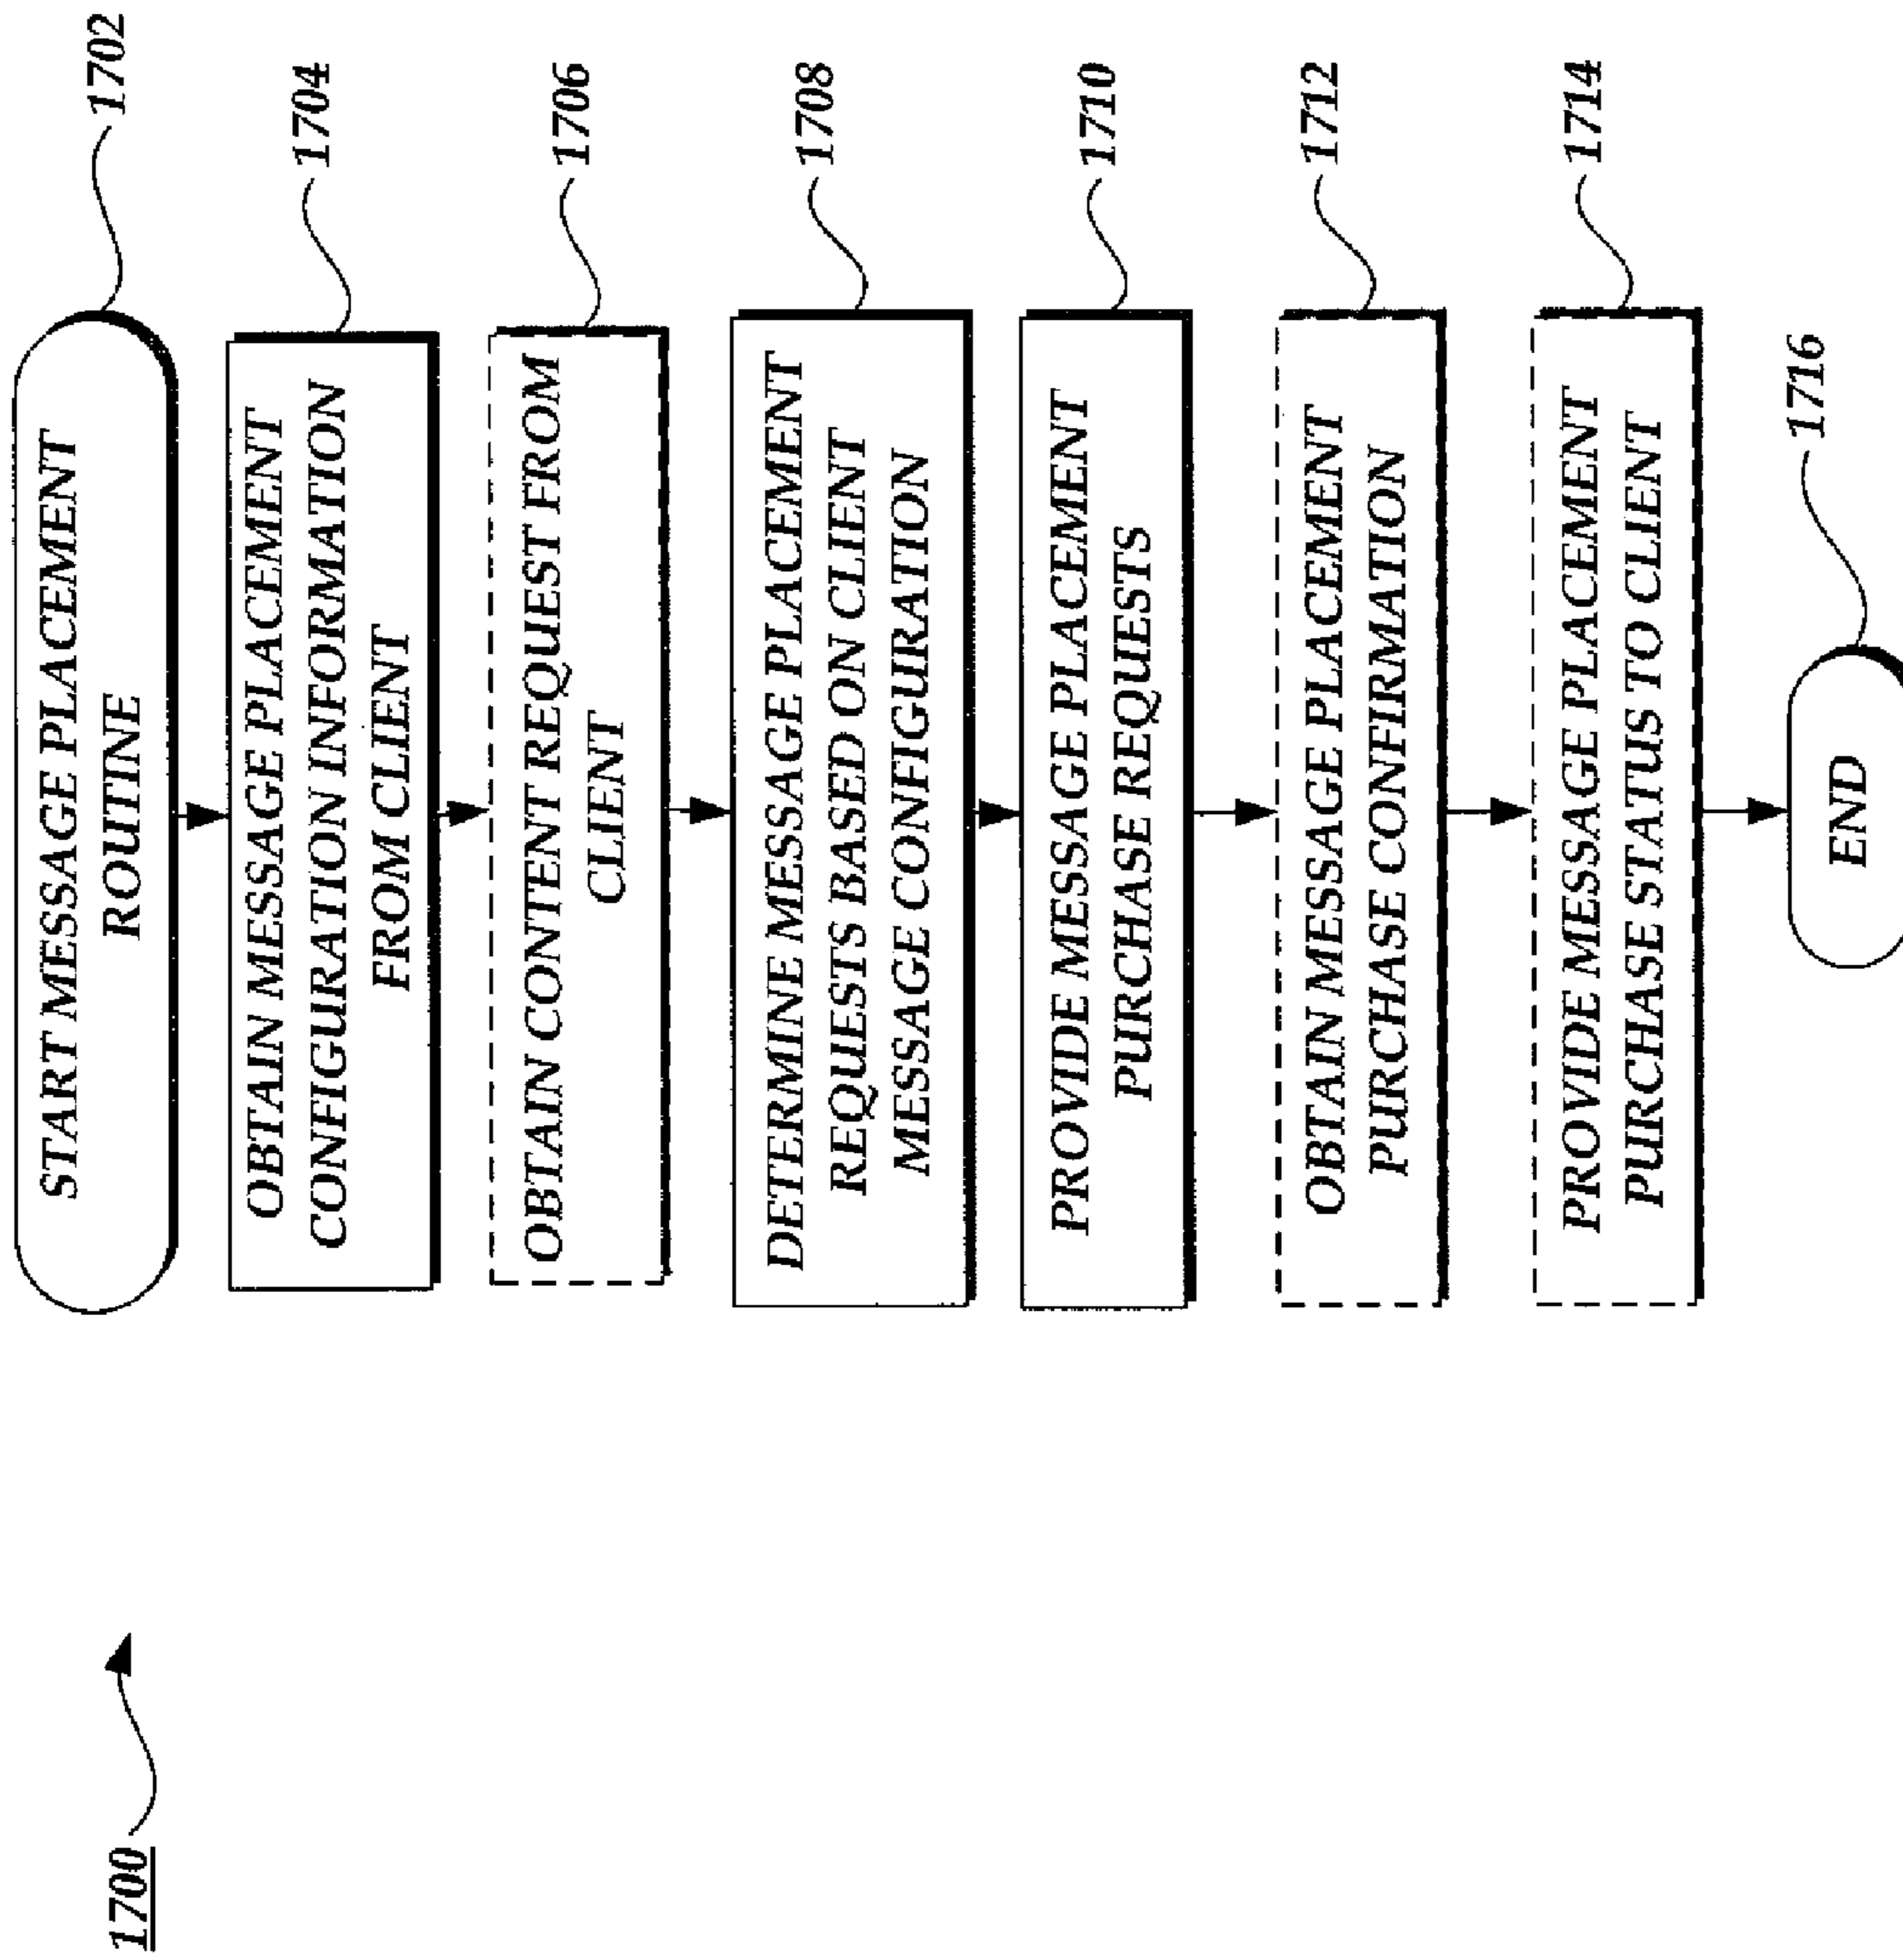 1700
START MESSAGE PLACEMENT
ROUTINE
1702
OBTAIN MESSAGE PLACEMENT
CONFIGURATION INFORMATION
FROM CLIENT
1704
OBTAIN CONTENT REQUEST FROM
CLIENT
1706
DETERMINE MESSAGE PLACEMENT
REQUESTS BASED ON CLIENT
MESSAGE CONFIGURATION
1708
PROVIDE MESSAGE PLACEMENT
PURCHASE REQUESTS
1710
OBTAIN MESSAGE PLACEMENT
PURCHASE CONFIRMATION
1712
PROVIDE MESSAGE PLACEMENT
PURCHASE STATUS TO CLIENT
1714
END
1716